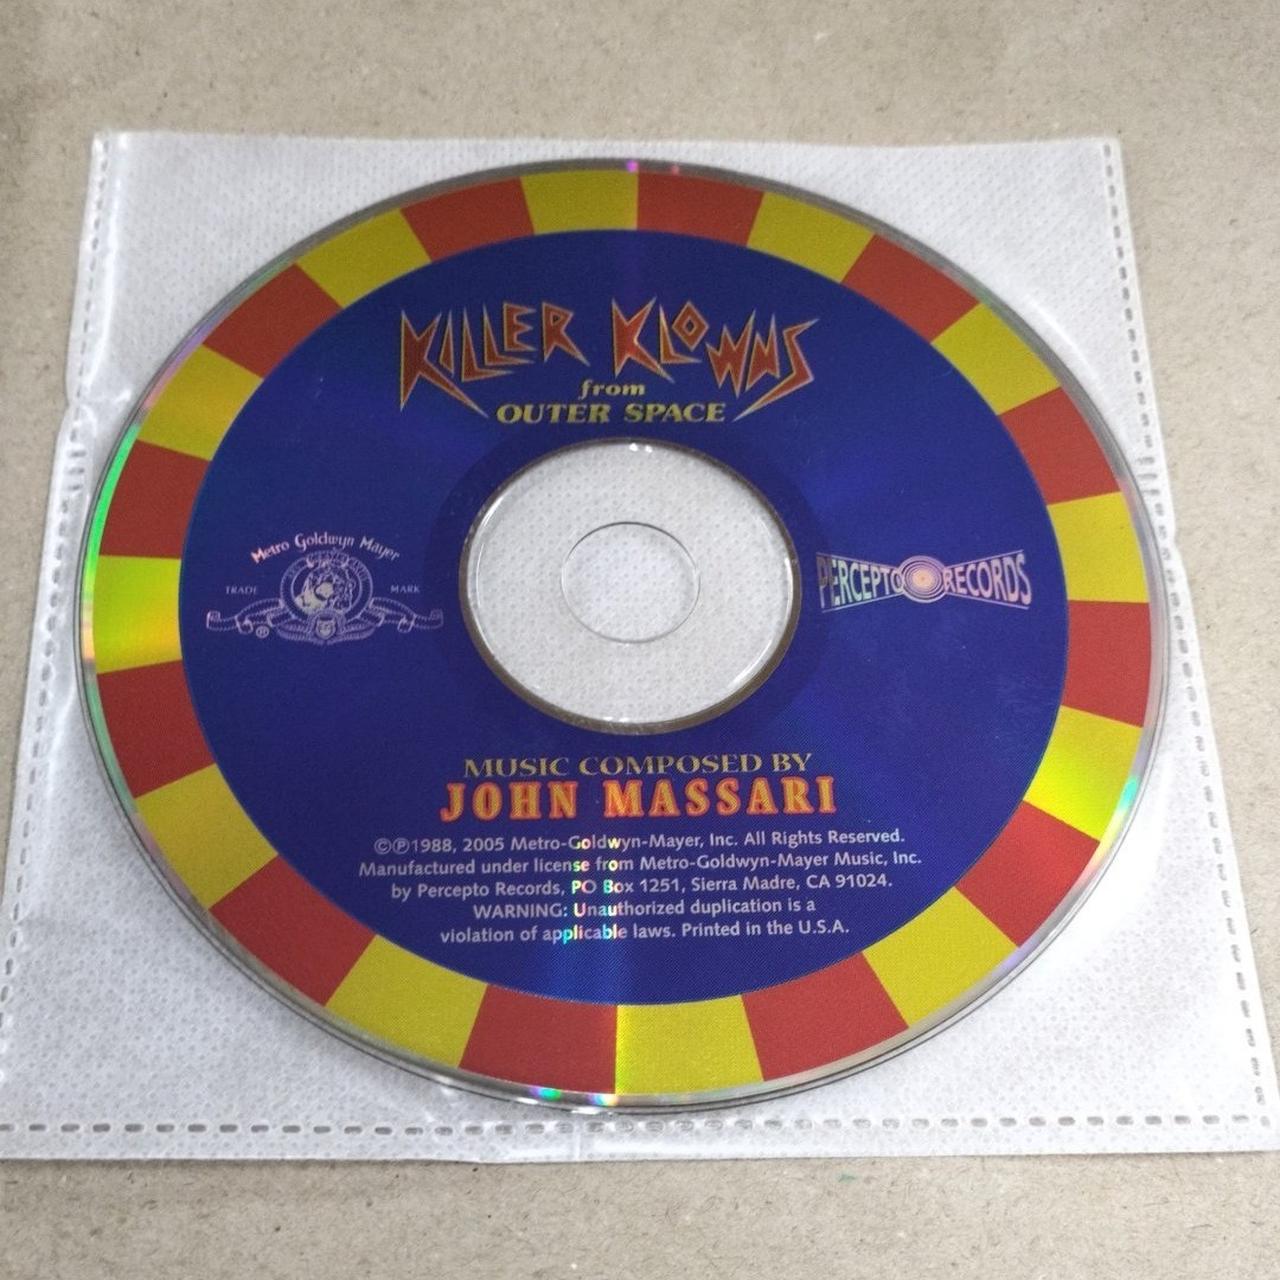 KILLER KLOWNS
from
OUTER SPACE
Metro Goldwyn Mayer
TRADE MARK
®
PERCEPTO RECORDS
MUSIC COMPOSED BY
JOHN MASSARI
©℗1988, 2005 Metro-Goldwyn-Mayer, Inc. All Rights Reserved.
Manufactured under license from Metro-Goldwyn-Mayer Music, Inc.
by Percepto Records, PO Box 1251, Sierra Madre, CA 91024.
WARNING: Unauthorized duplication is a
violation of applicable laws. Printed in the U.S.A.